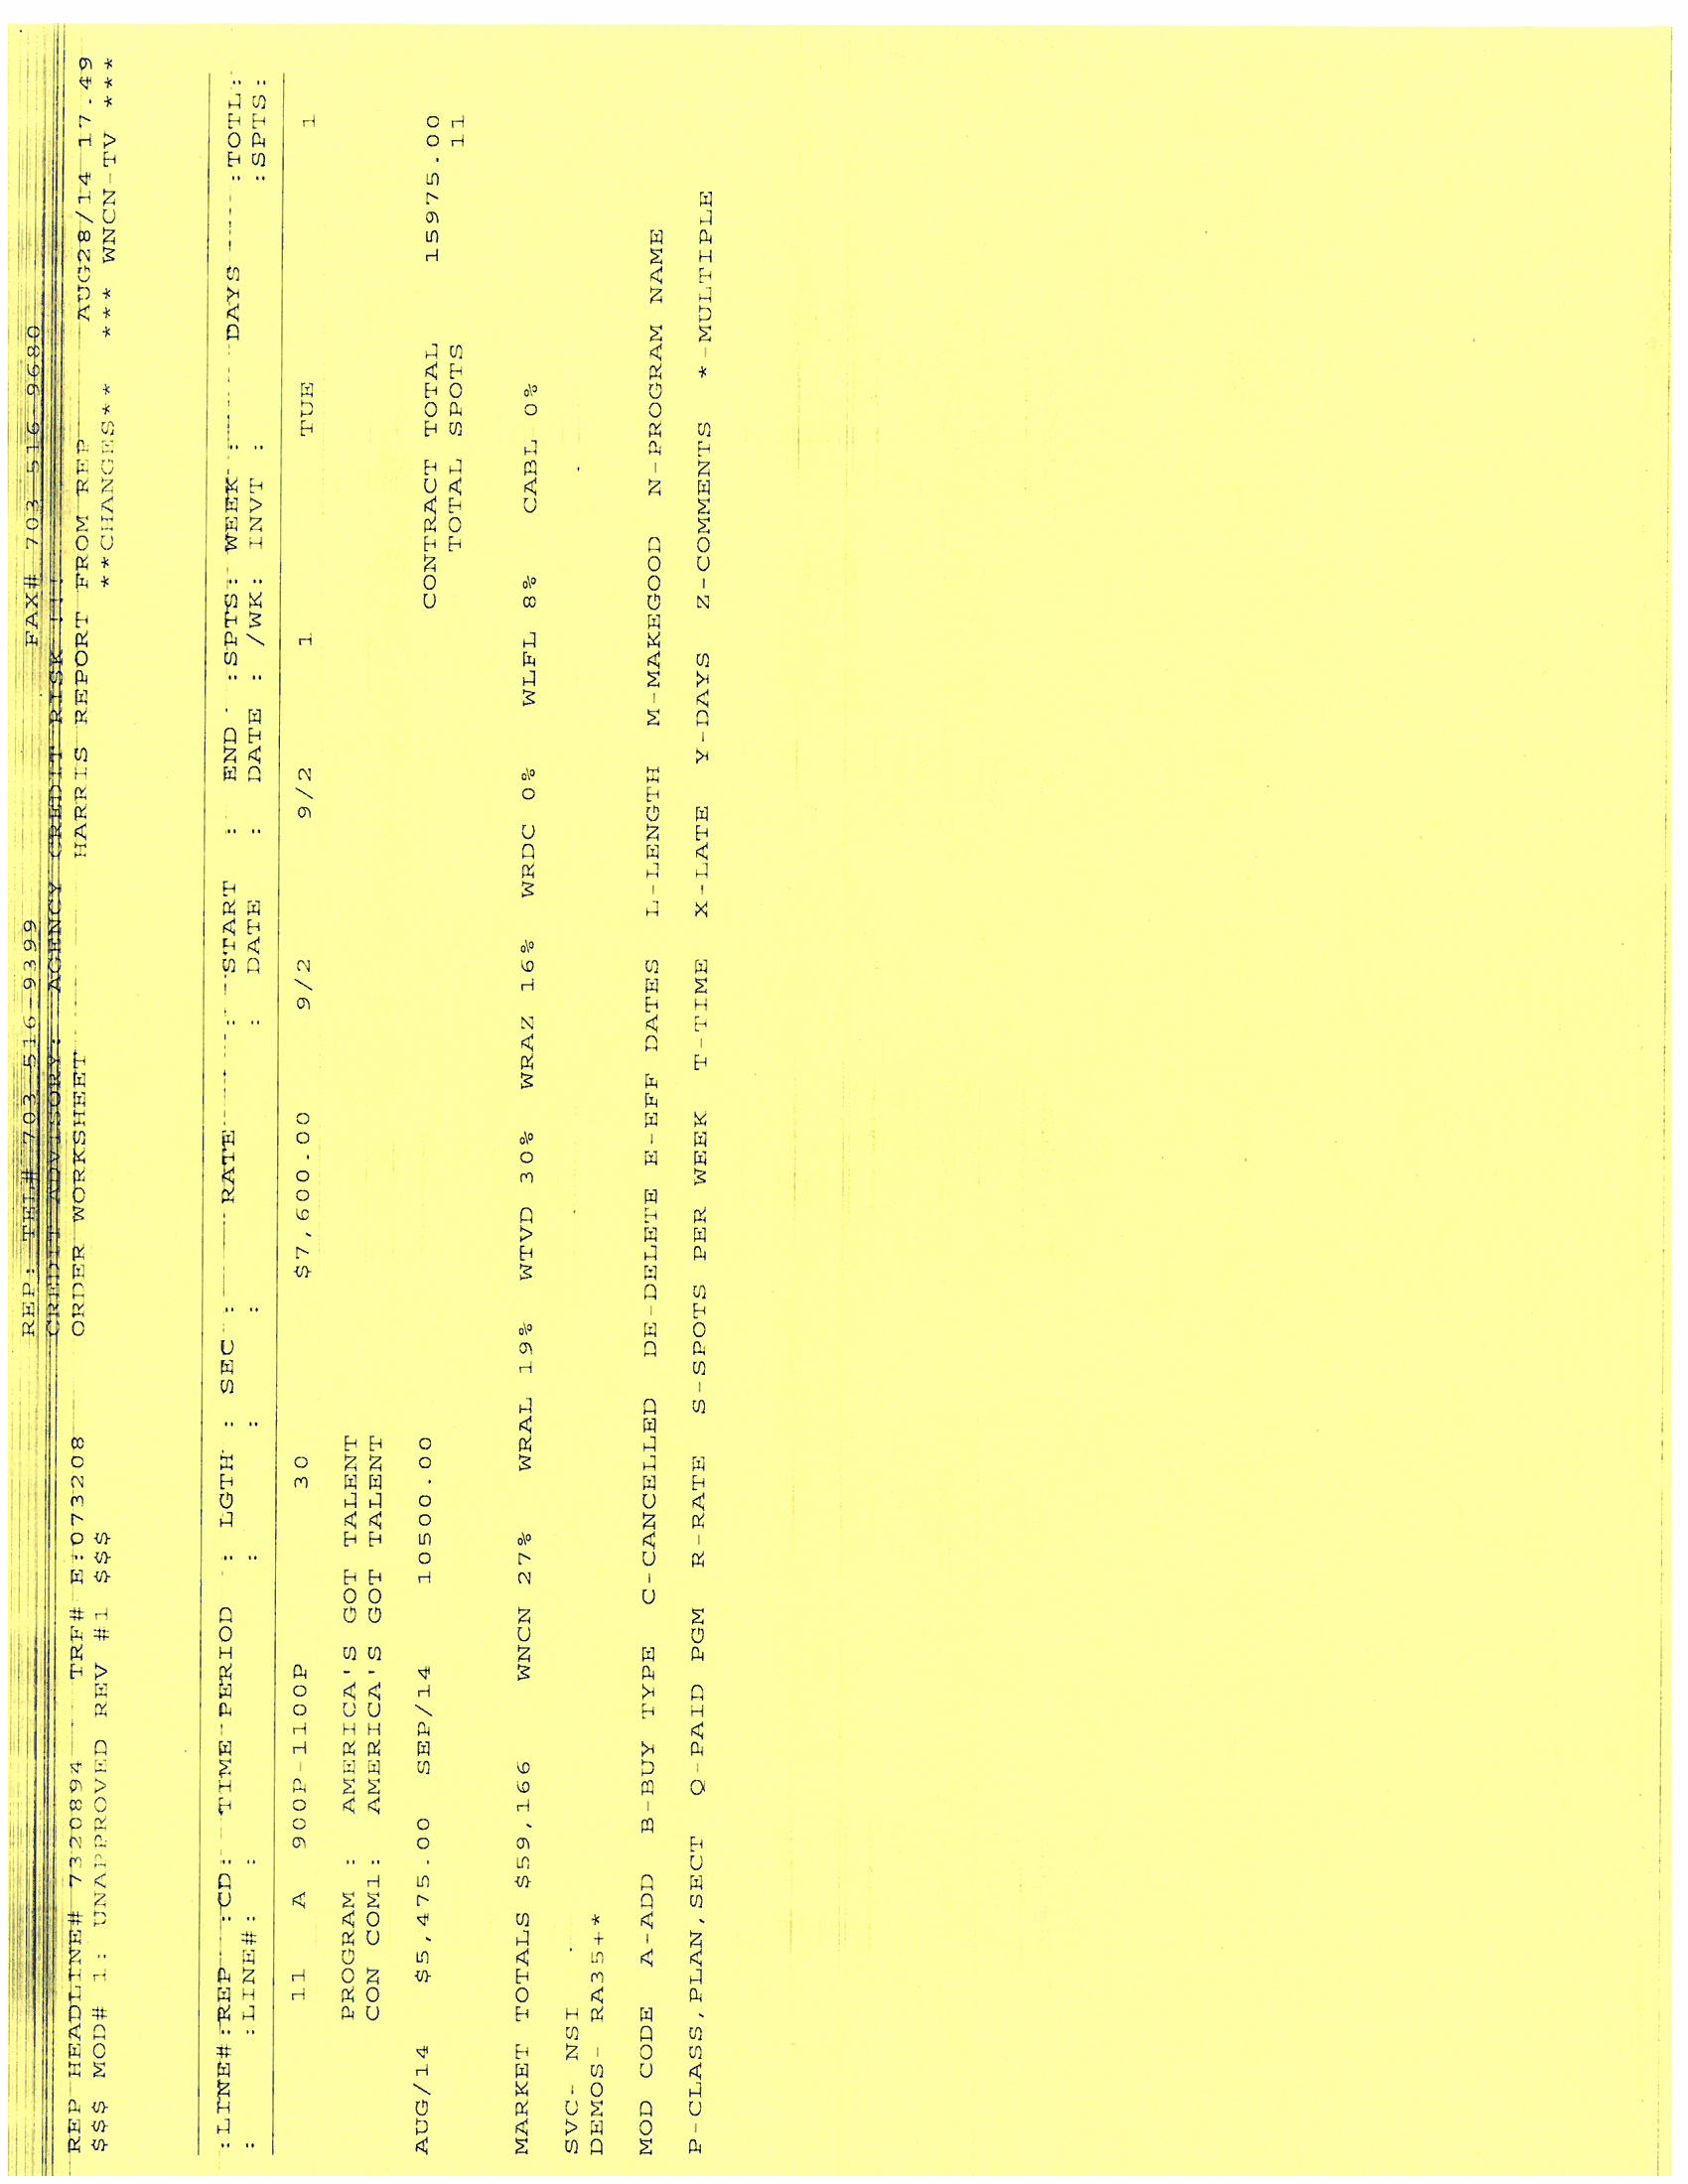 REP: TEL# 703-516-9399 FAX# 703-516-9680
CREDIT ADVISORY: AGENCY CREDIT RISK !!!
REP HEADLINE# 7320894 TRF# E:073208 ORDER WORKSHEET HARRIS REPORT FROM REP AUG28/14 17.49
$$$ MOD# 1: UNAPPROVED REV #1 $$$ **CHANGES** *** WNCN-TV ***
:LINE#:REP :CD: TIME PERIOD : LGTH : SEC : RATE : START : END :SPTS: WEEK : DAYS :TOTL:
: :LINE#: : : : : : DATE : DATE : /WK: INVT : :SPTS:
11 A 900P-1100P 30 $7,600.00 9/2 9/2 1 TUE 1
PROGRAM : AMERICA'S GOT TALENT
CON COM1: AMERICA'S GOT TALENT
AUG/14 $5,475.00 SEP/14 10500.00 CONTRACT TOTAL 15975.00
TOTAL SPOTS 11
MARKET TOTALS $59,166 WNCN 27% WRAL 19% WTVD 30% WRAZ 16% WRDC 0% WLFL 8% CABL 0%
SVC- NSI
DEMOS- RA35+*
MOD CODE A-ADD B-BUY TYPE C-CANCELLED DE-DELETE E-EFF DATES L-LENGTH M-MAKEGOOD N-PROGRAM NAME
P-CLASS,PLAN,SECT Q-PAID PGM R-RATE S-SPOTS PER WEEK T-TIME X-LATE Y-DAYS Z-COMMENTS *-MULTIPLE